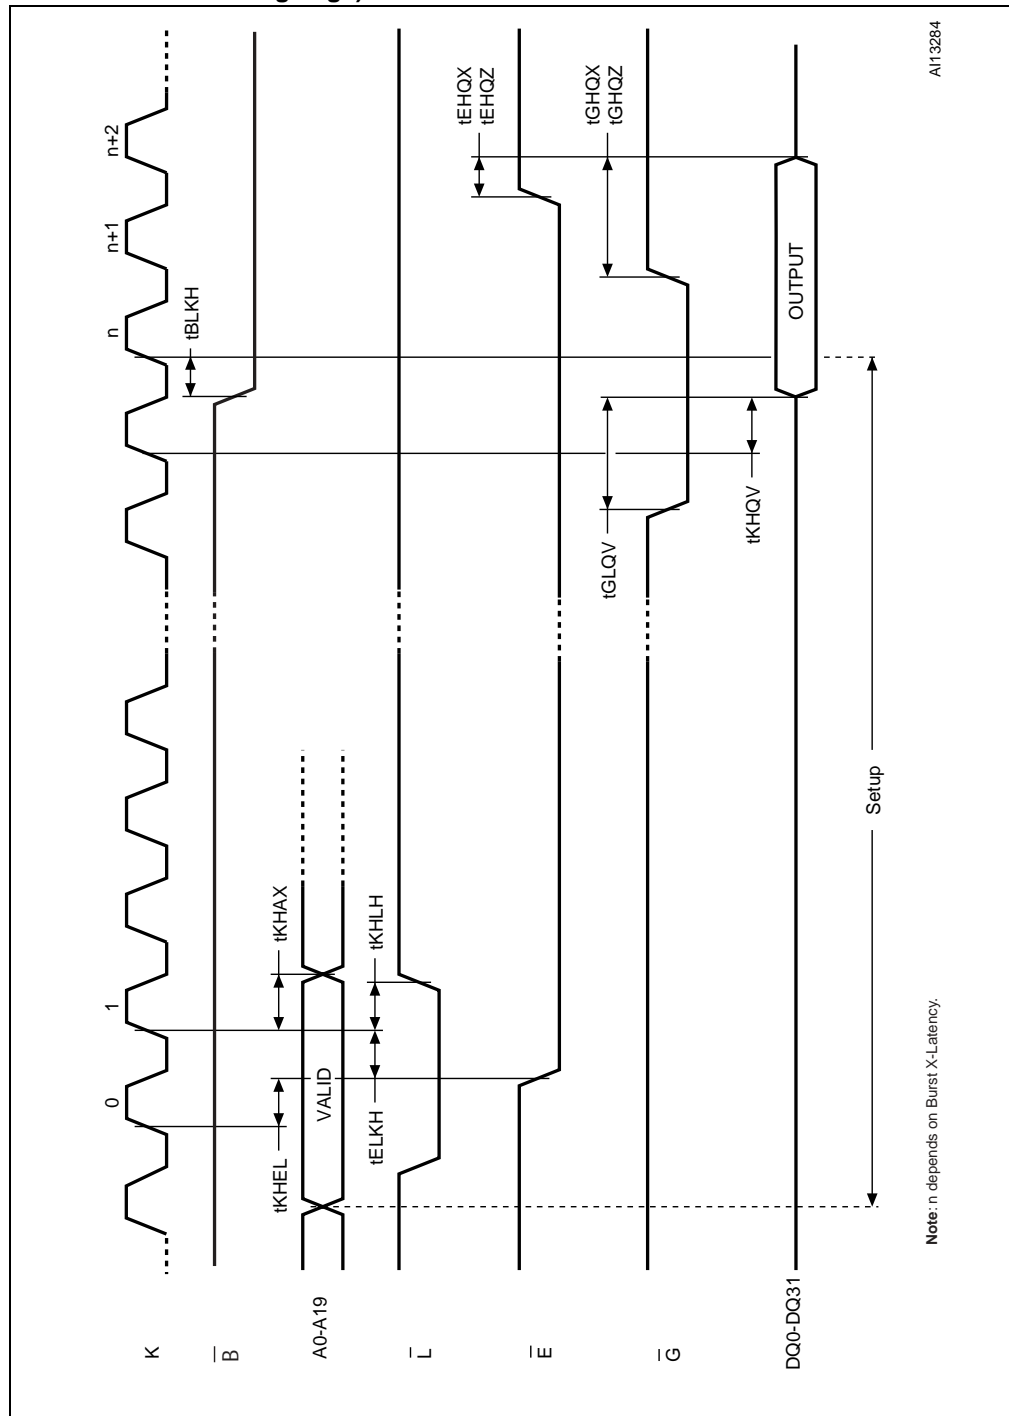 K
0
1
n
n+1
n+2
B
tBLKH
A0-A19
VALID
tKHEL
tKHAX
L
tELKH
tKHLH
E
tEHQX
tEHQZ
G
tGLQV
tGHQX
tGHQZ
tKHQV
DQ0-DQ31
OUTPUT
Setup
Note: n depends on Burst X-Latency.
AI13284